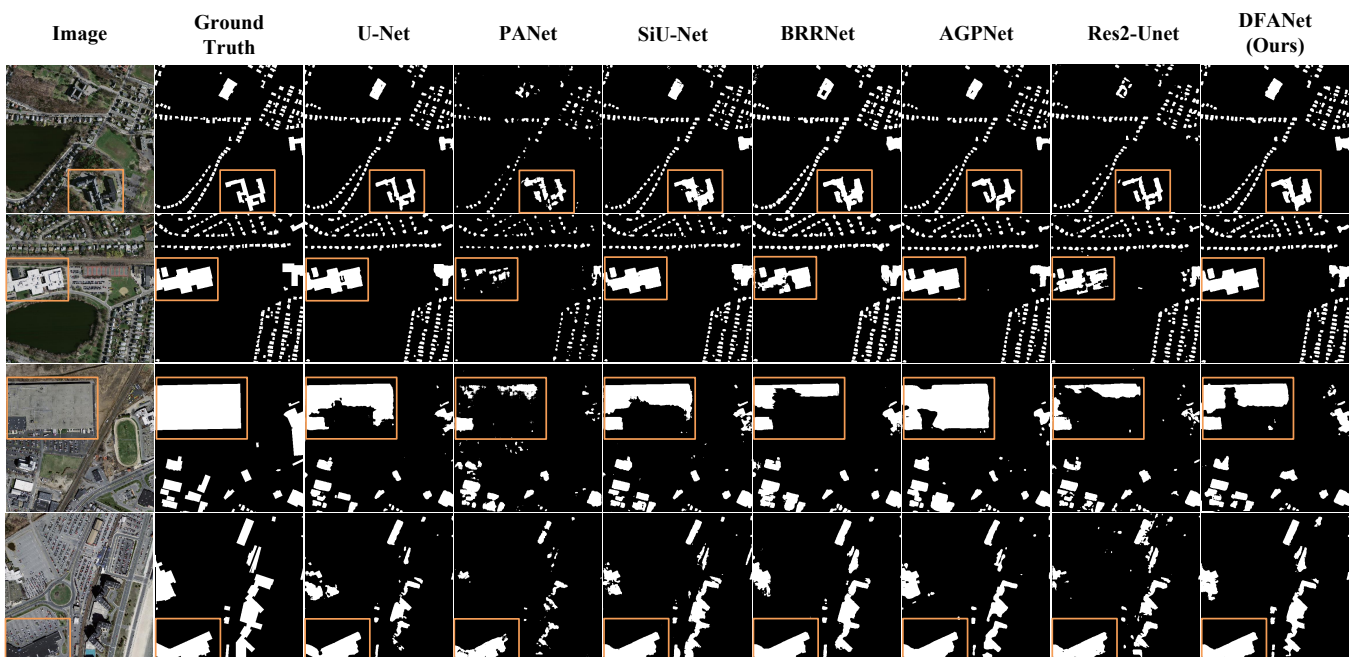 Image
Ground
Truth
U-Net
PANet
SiU-Net
BRRNet
AGPNet
Res2-Unet
DFANet
(Ours)